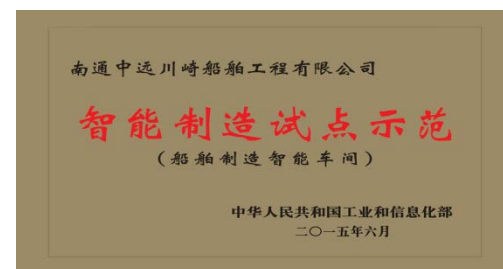 南通中远川崎船舶工程有限公司
智能制造试点示范
(船舶制造智能车间)
中华人民共和国工业和信息化部
二〇一五年六月